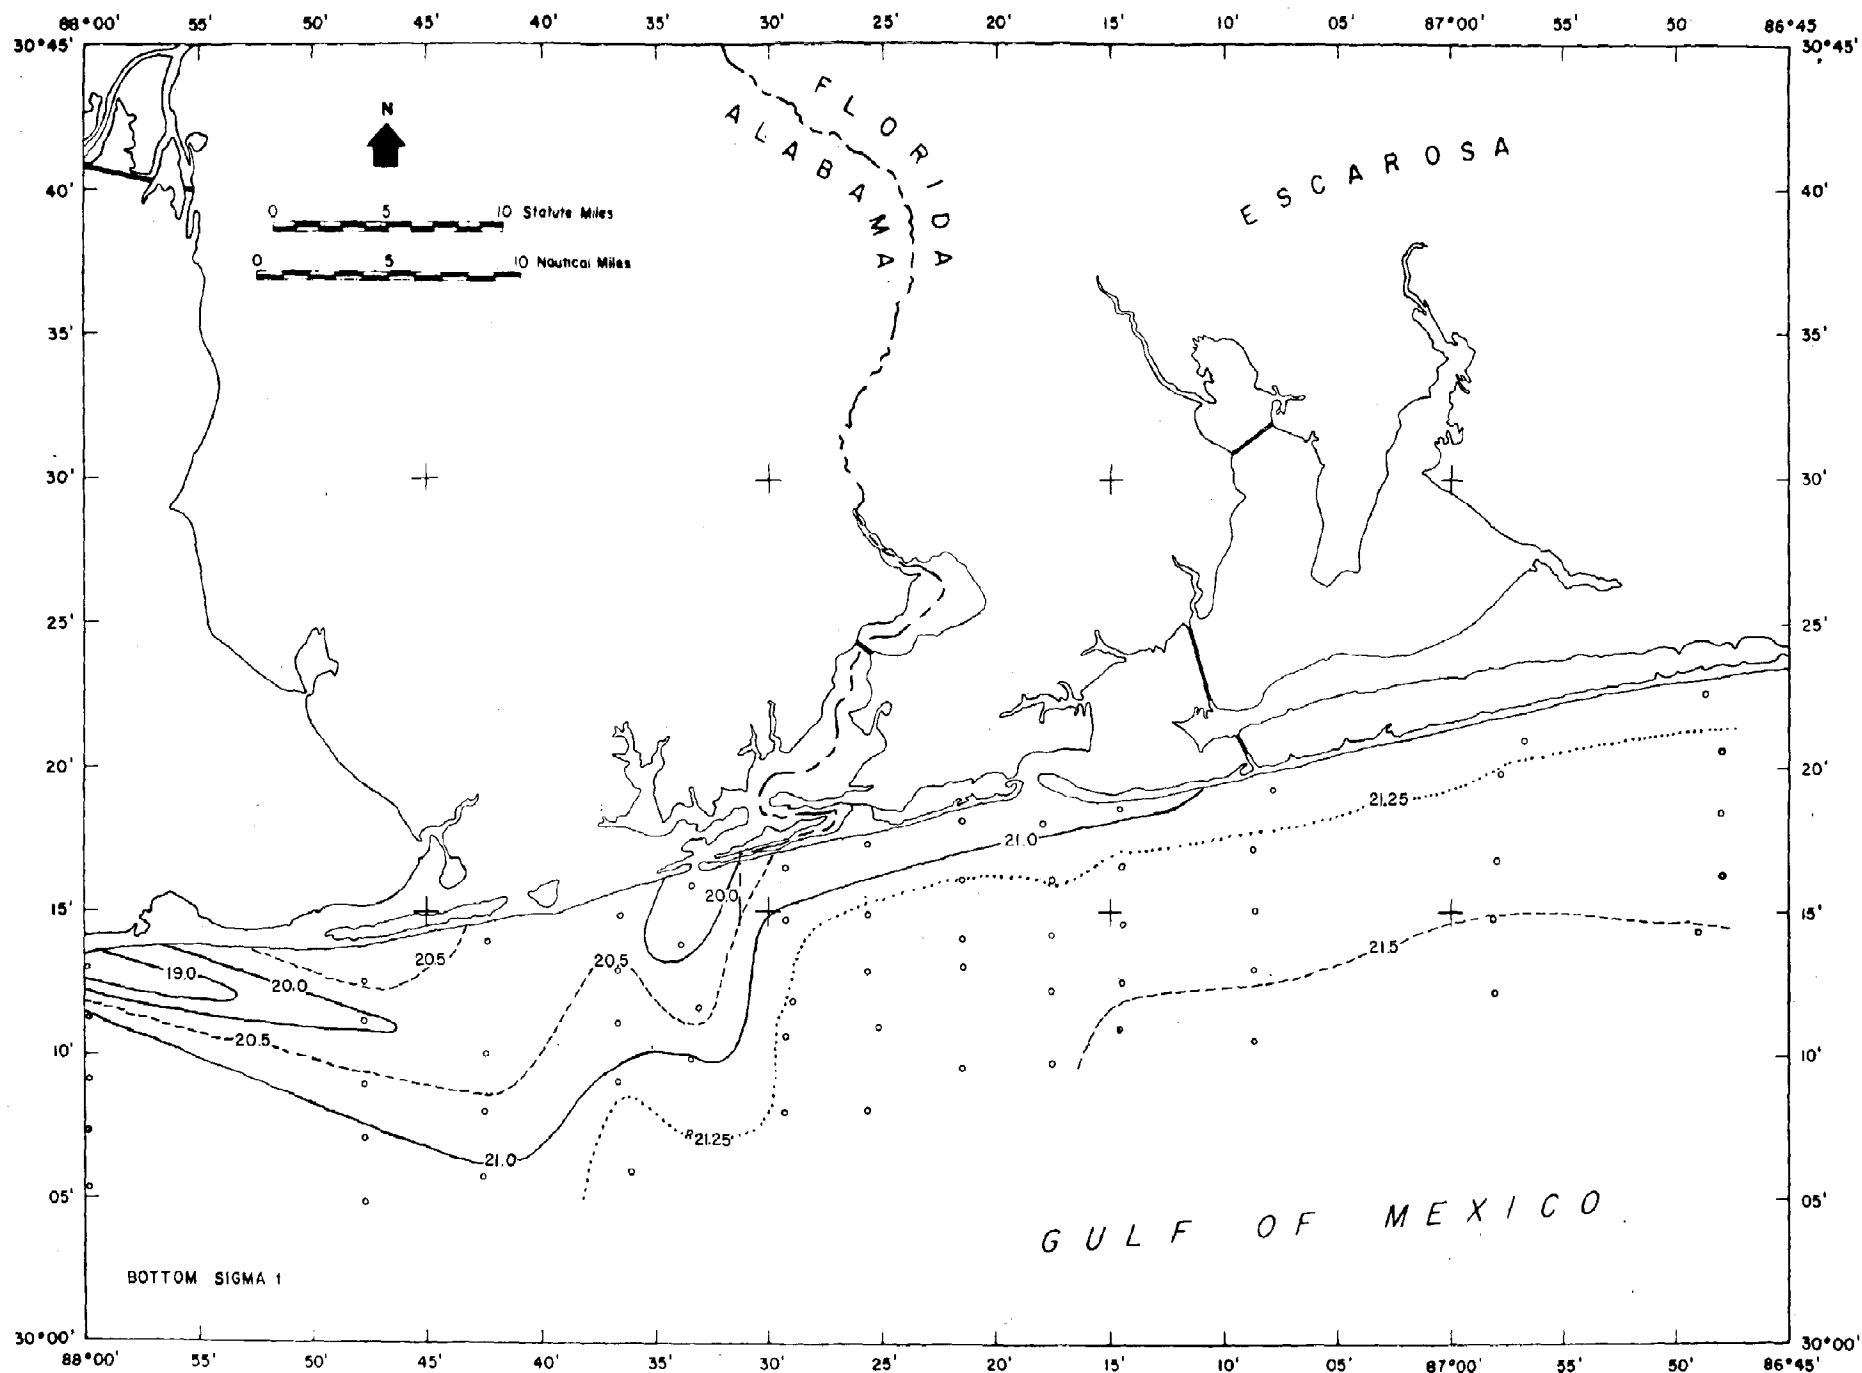 88°00' 55' 50' 45' 40' 35' 30' 25' 20' 15' 10' 05' 87°00' 55' 50' 86°45'
30°45' 30°45'
FLORIDA
ALABAMA
N
ESCAROSA
40' 40'
0 5 10 Statute Miles
0 5 10 Nautical Miles
35' 35'
30' 30'
25' 25'
20' 20'
21.25
21.0
20.0
15' 15'
21.5
20.5 20.5
19.0
20.0
20.5
10' 10'
21.25
21.0
05' 05'
GULF OF MEXICO
BOTTOM SIGMA 1
30°00' 30°00'
88°00' 55' 50' 45' 40' 35' 30' 25' 20' 15' 10' 05' 87°00' 55' 50' 86°45'